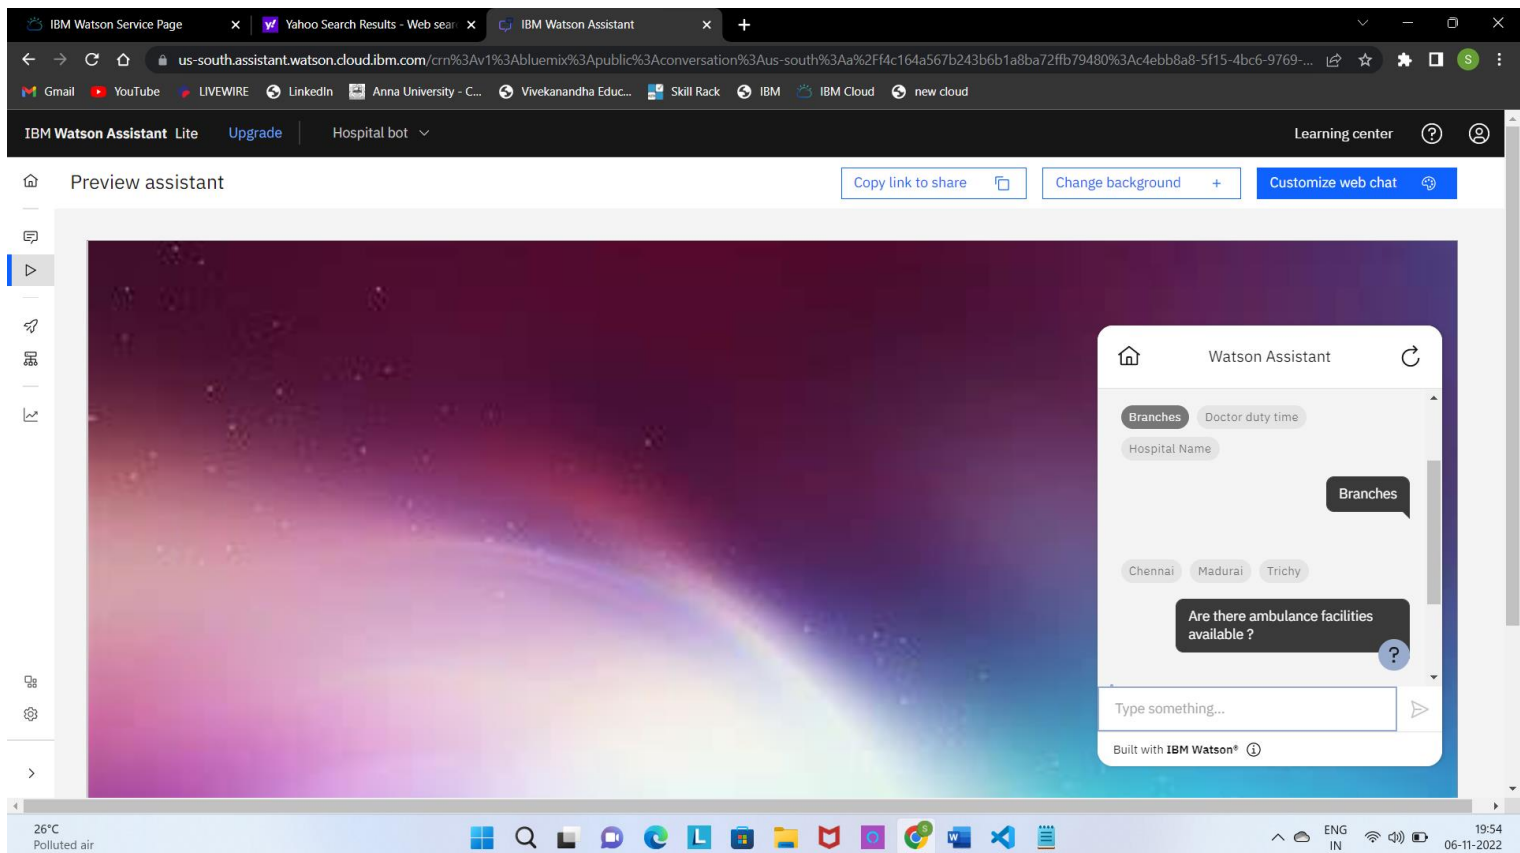 IBM Watson Service Page
Yahoo Search Results - Web sear
IBM Watson Assistant
us-south.assistant.watson.cloud.ibm.com/crn%3Av1%3Abluemix%3Apublic%3Aconversation%3Aus-south%3Aa%2Ff4c164a567b243b6b1a8ba72ffb79480%3Ac4ebb8a8-5f15-4bc6-9769-...
S
Gmail
YouTube
LIVEWIRE
LinkedIn
Anna University - C...
Vivekanandha Educ...
Skill Rack
IBM
IBM Cloud
new cloud
IBM Watson Assistant Lite
Upgrade
Hospital bot
Learning center
Preview assistant
Copy link to share
Change background +
Customize web chat
Watson Assistant
Branches
Doctor duty time
Hospital Name
Branches
Chennai
Madurai
Trichy
Are there ambulance facilities
available ?
?
Type something...
Built with IBM Watson®
26°C
Polluted air
ENG
IN
19:54
06-11-2022